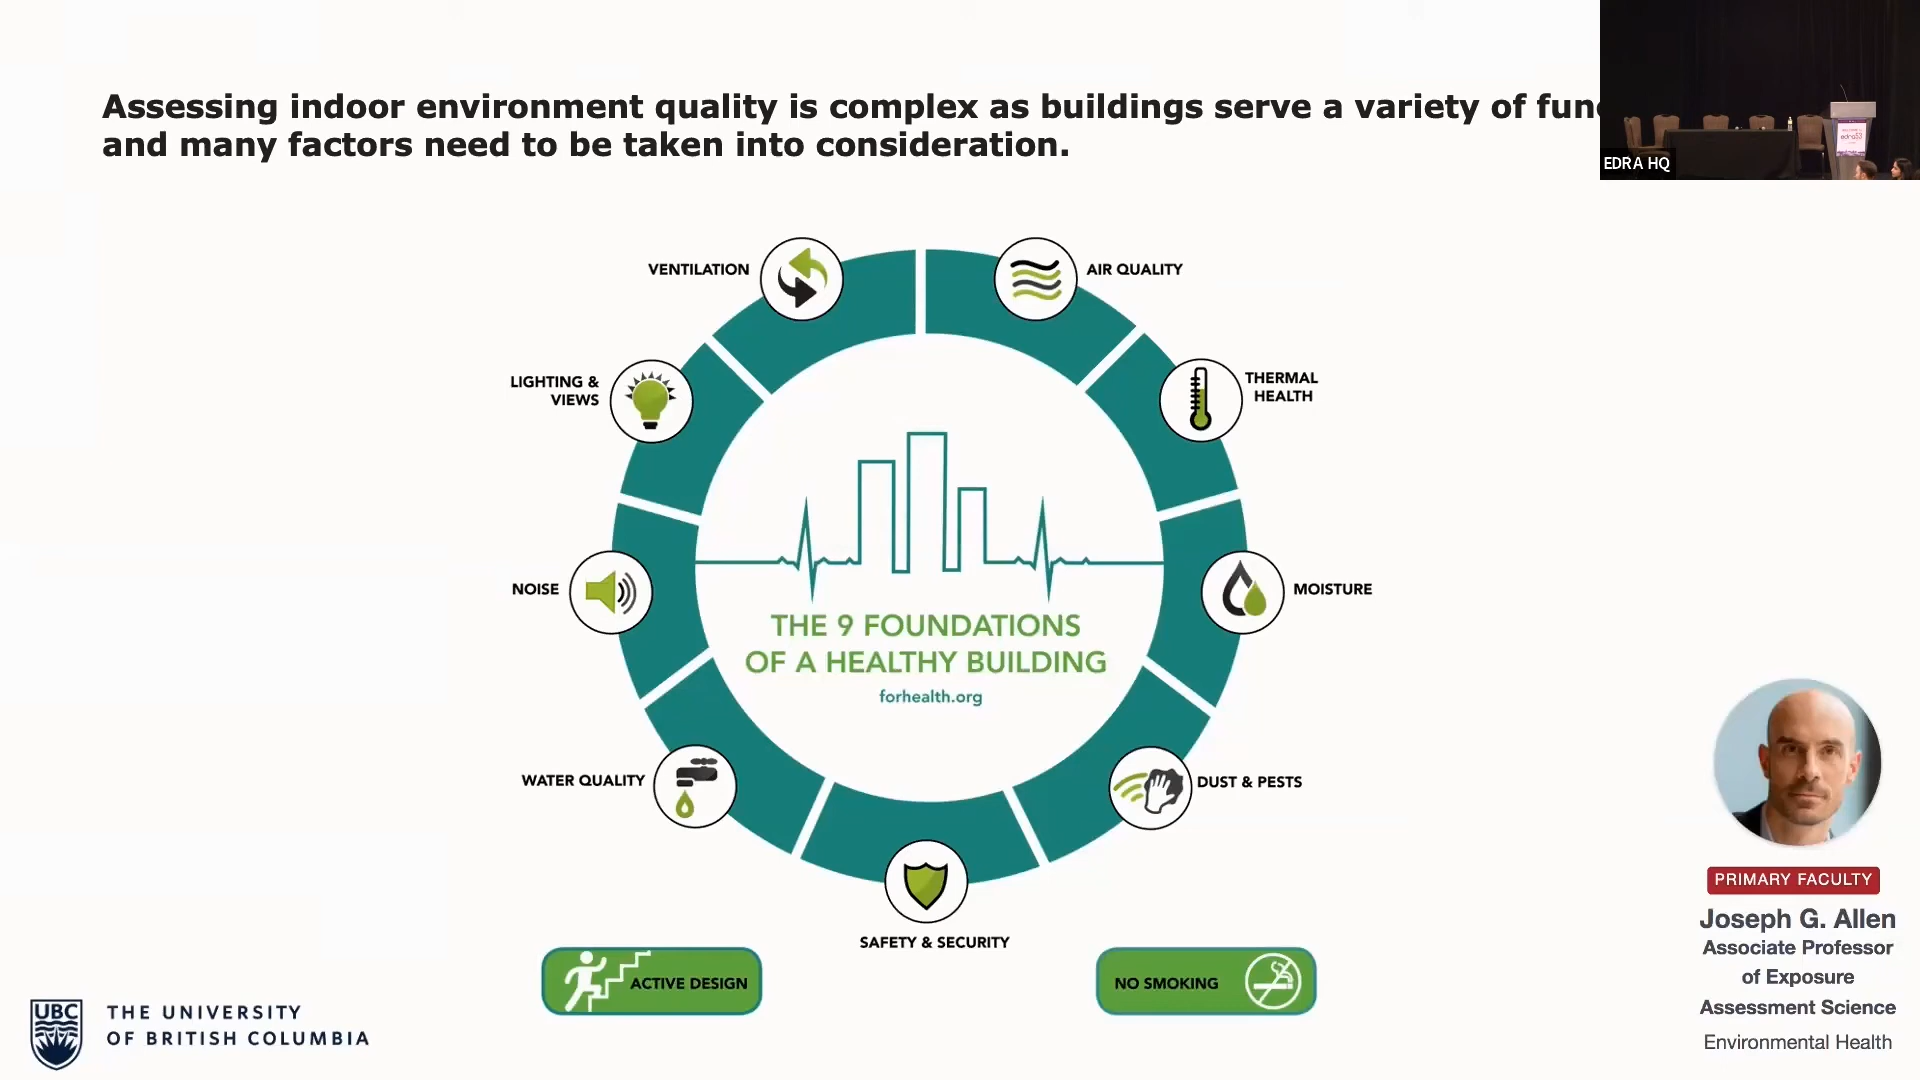 Assessing indoor environment quality is complex as buildings serve a variety of
and many factors need to be taken into consideration.
EDRA HQ
VENTILATION
AIR QUALITY
LIGHTING &
VIEWS
THERMAL
HEALTH
NOISE
MOISTURE
THE 9 FOUNDATIONS
OF A HEALTHY BUILDING
forhealth.org
WATER QUALITY
DUST & PESTS
SAFETY & SECURITY
ACTIVE DESIGN
NO SMOKING
PRIMARY FACULTY
Joseph G. Allen
Associate Professor
of Exposure
Assessment Science
Environmental Health
UBC
THE UNIVERSITY
OF BRITISH COLUMBIA